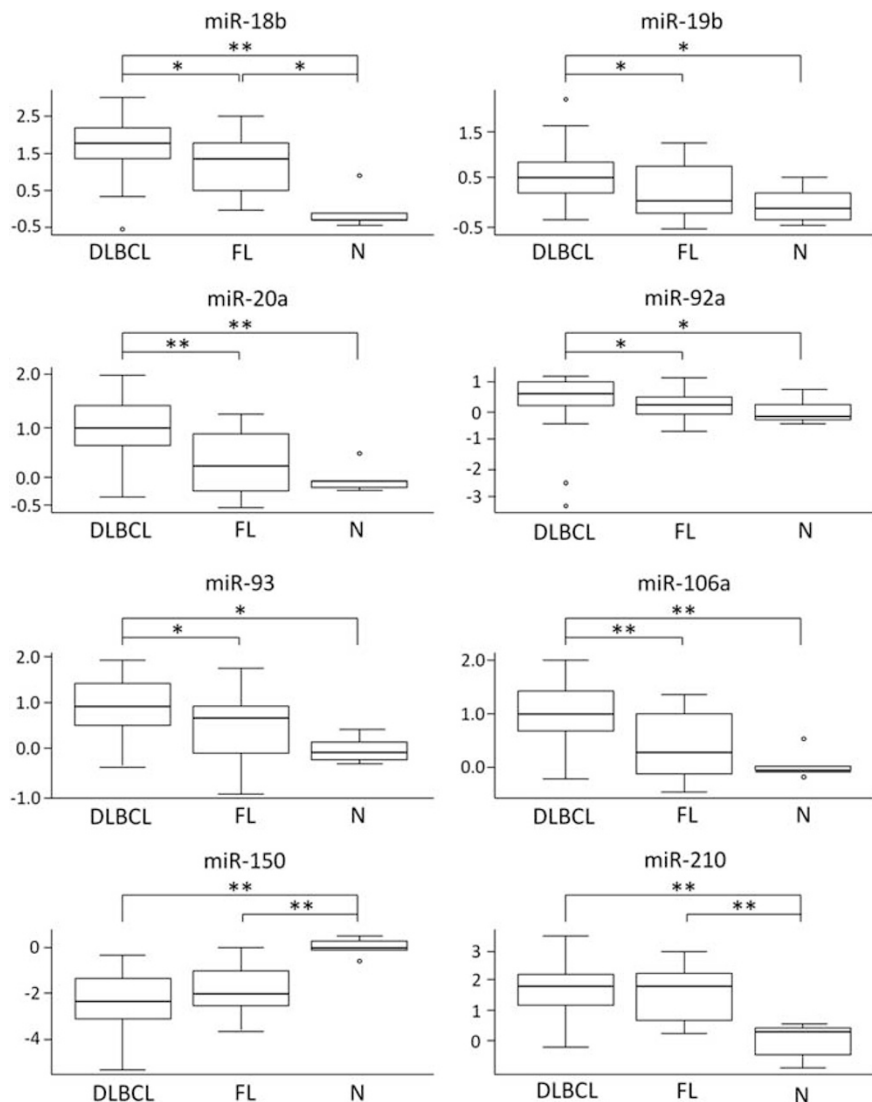 miR-18b
**
* *
2.5
1.5
0.5
-0.5
DLBCL FL N
miR-19b
*
*
1.5
0.5
-0.5
DLBCL FL N
miR-20a
**
**
2.0
1.0
0.0
-0.5
DLBCL FL N
miR-92a
*
*
1
0
-1
-2
-3
DLBCL FL N
miR-93
*
*
2.0
1.0
0.0
-1.0
DLBCL FL N
miR-106a
**
**
2.0
1.0
0.0
DLBCL FL N
miR-150
**
**
0
-2
-4
DLBCL FL N
miR-210
**
**
3
2
1
0
DLBCL FL N